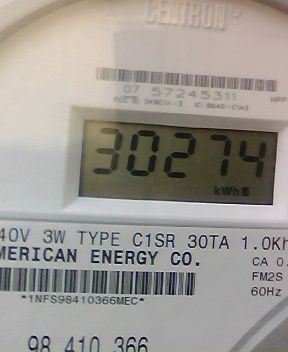 CENTRON®
07 57245311
30274
kWh
40V 3W TYPE C1SR 30TA 1.0Kh
MERICAN ENERGY CO.
CA 0.
FM2S
60Hz
*1NFS98410366MEC*
98 410 366